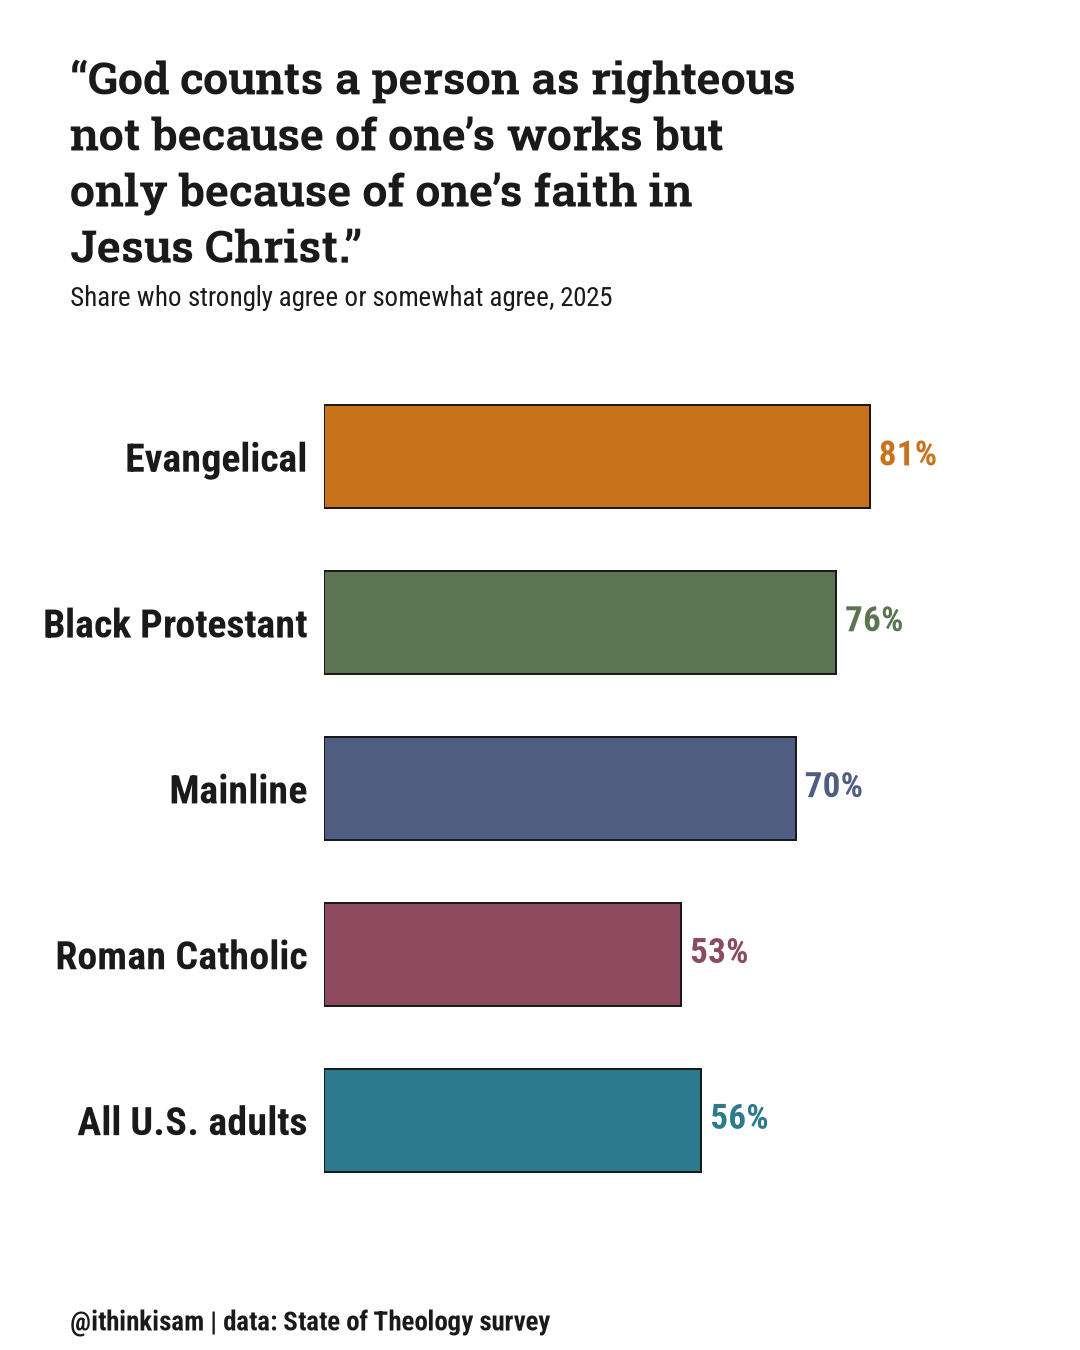 “God counts a person as righteous
not because of one’s works but
only because of one’s faith in
Jesus Christ.”
Share who strongly agree or somewhat agree, 2025
Evangelical 81%
Black Protestant 76%
Mainline 70%
Roman Catholic 53%
All U.S. adults 56%
@ithinkisam | data: State of Theology survey